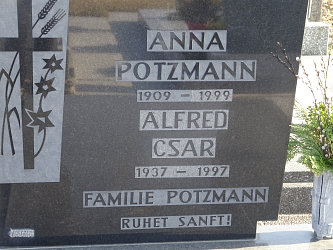 ANNA
POTZMANN
1909 - 1999
ALFRED
CSAR
1937 - 1997
FAMILIE POTZMANN
RUHET SANFT!